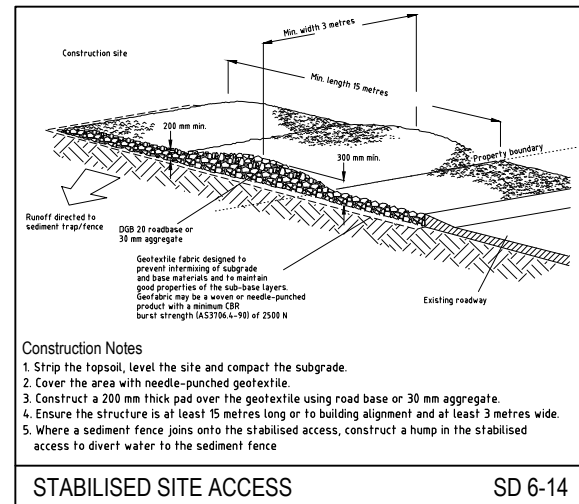 Construction site
Min. width 3 metres
Min. length 15 metres
200 mm min.
300 mm min.
Property boundary
Runoff directed to
sediment trap/fence
DGB 20 roadbase or
30 mm aggregate
Geotextile fabric designed to
prevent intermixing of subgrade
and base materials and to maintain
good properties of the sub-base layers.
Geofabric may be a woven or needle-punched
product with a minimum CBR
burst strength (AS3706.4-90) of 2500 N
Existing roadway
Construction Notes
1. Strip the topsoil, level the site and compact the subgrade.
2. Cover the area with needle-punched geotextile.
3. Construct a 200 mm thick pad over the geotextile using road base or 30 mm aggregate.
4. Ensure the structure is at least 15 metres long or to building alignment and at least 3 metres wide.
5. Where a sediment fence joins onto the stabilised access, construct a hump in the stabilised
access to divert water to the sediment fence
STABILISED SITE ACCESS SD 6-14